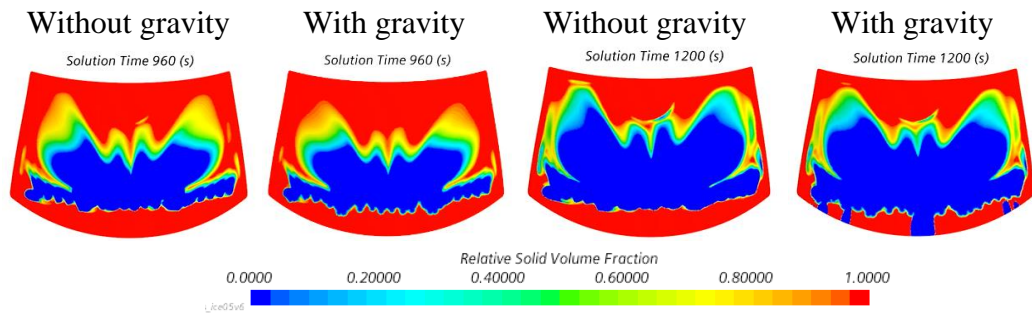 Without gravity
With gravity
Without gravity
With gravity
Solution Time 960 (s)
Solution Time 960 (s)
Solution Time 1200 (s)
Solution Time 1200 (s)
Relative Solid Volume Fraction
0.0000 0.20000 0.40000 0.60000 0.80000 1.0000